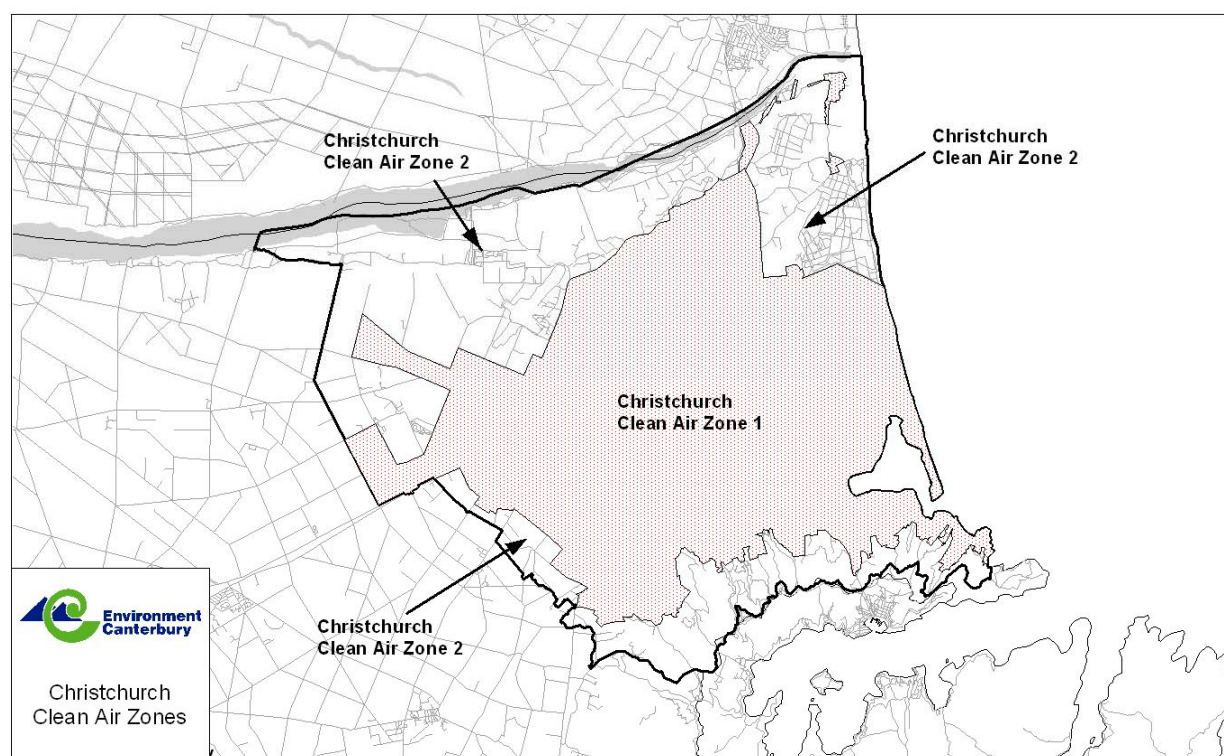 Christchurch
Clean Air Zone 2
Christchurch
Clean Air Zone 2
Christchurch
Clean Air Zone 1
Christchurch
Clean Air Zone 2
Environment
Canterbury
Christchurch
Clean Air Zones